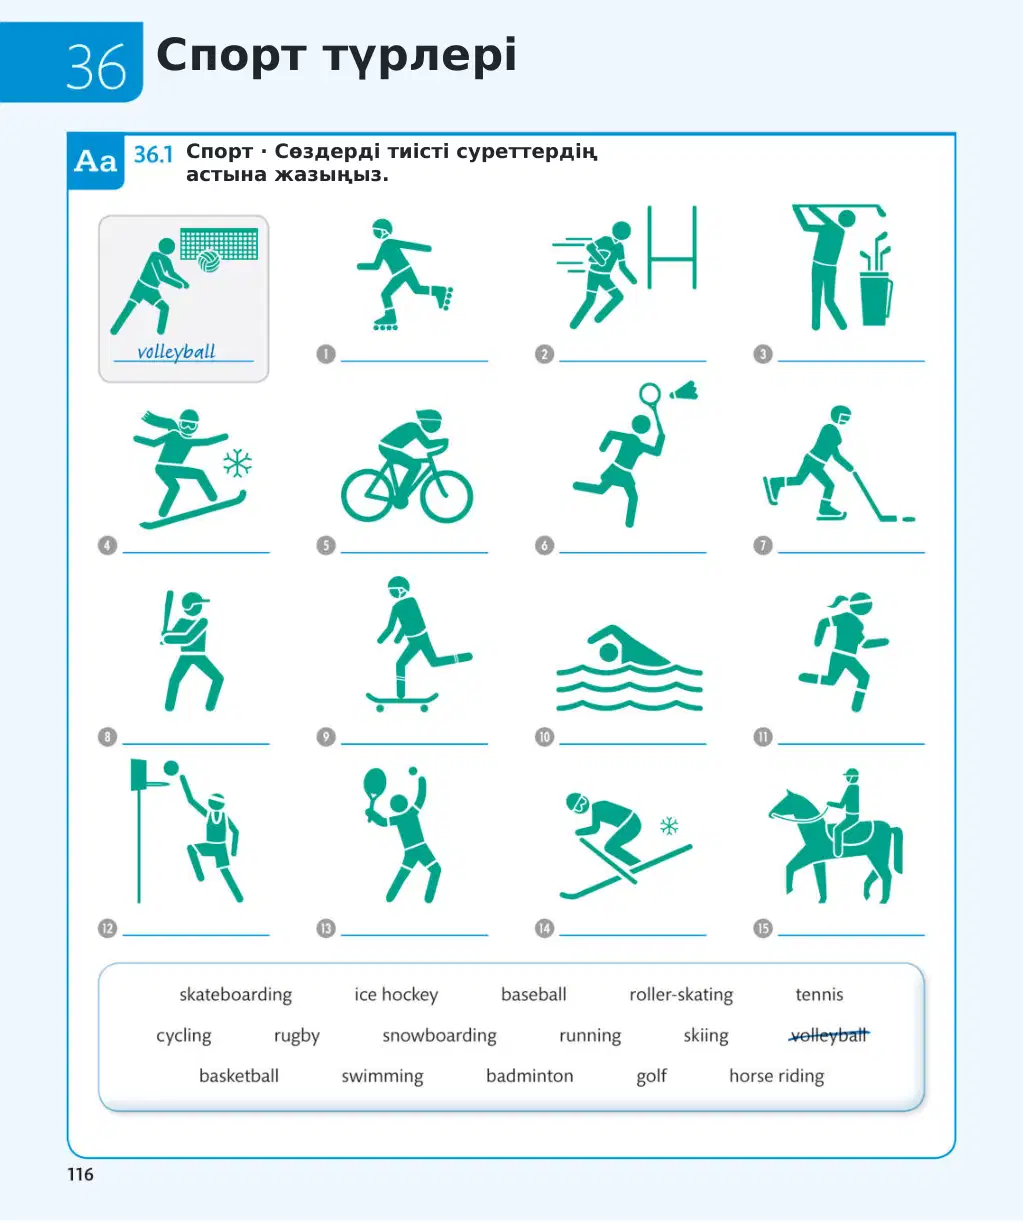 36 Спорт түрлері
Aa 36.1 Спорт · Сөздерді тиісті суреттердің
астына жазыңыз.
volleyball
1 2 3
4 5 6 7
8 9 10 11
12 13 14 15
skateboarding ice hockey baseball roller-skating tennis
cycling rugby snowboarding running skiing volleyball
basketball swimming badminton golf horse riding
116